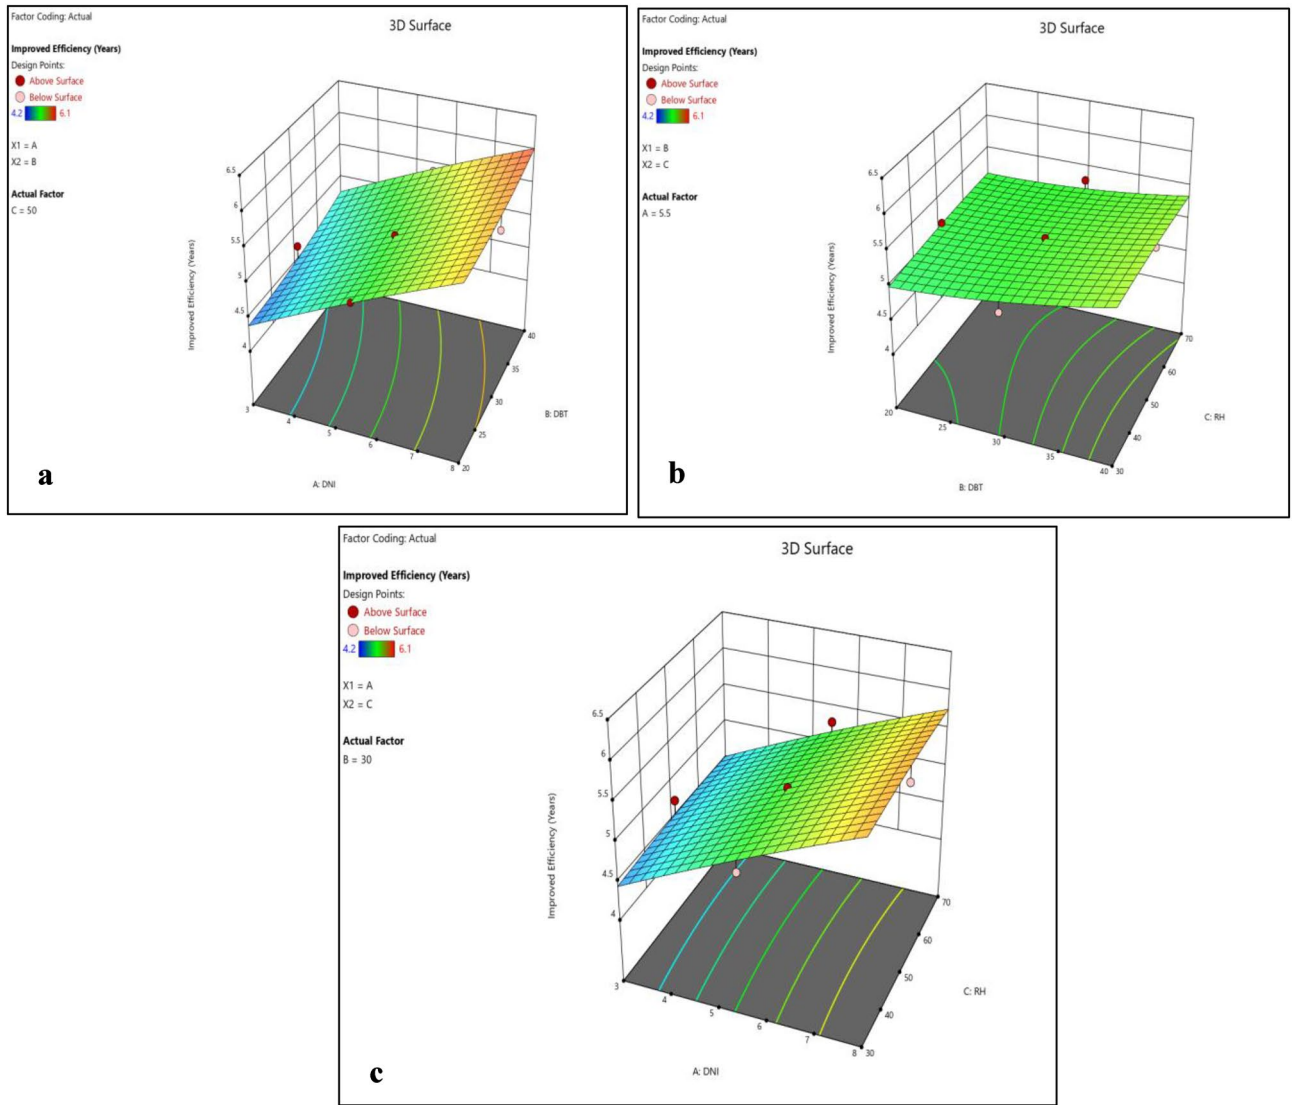 Factor Coding: Actual
3D Surface
Improved Efficiency (Years)
Design Points:
Above Surface
Below Surface
4.2 6.1
X1 = A
X2 = B
Actual Factor
C = 50
6.5
6
5.5
5
4.5
4
Improved Efficiency (Years)
3
4
5
6
7
8
20
25
30
35
40
A: DNI
B: DBT
a
Factor Coding: Actual
3D Surface
Improved Efficiency (Years)
Design Points:
Above Surface
Below Surface
4.2 6.1
X1 = B
X2 = C
Actual Factor
A = 5.5
6.5
6
5.5
5
4.5
4
Improved Efficiency (Years)
20
25
30
35
40
30
40
50
60
70
B: DBT
C: RH
b
Factor Coding: Actual
3D Surface
Improved Efficiency (Years)
Design Points:
Above Surface
Below Surface
4.2 6.1
X1 = A
X2 = C
Actual Factor
B = 30
6.5
6
5.5
5
4.5
4
Improved Efficiency (Years)
3
4
5
6
7
8
30
40
50
60
70
A: DNI
C: RH
c